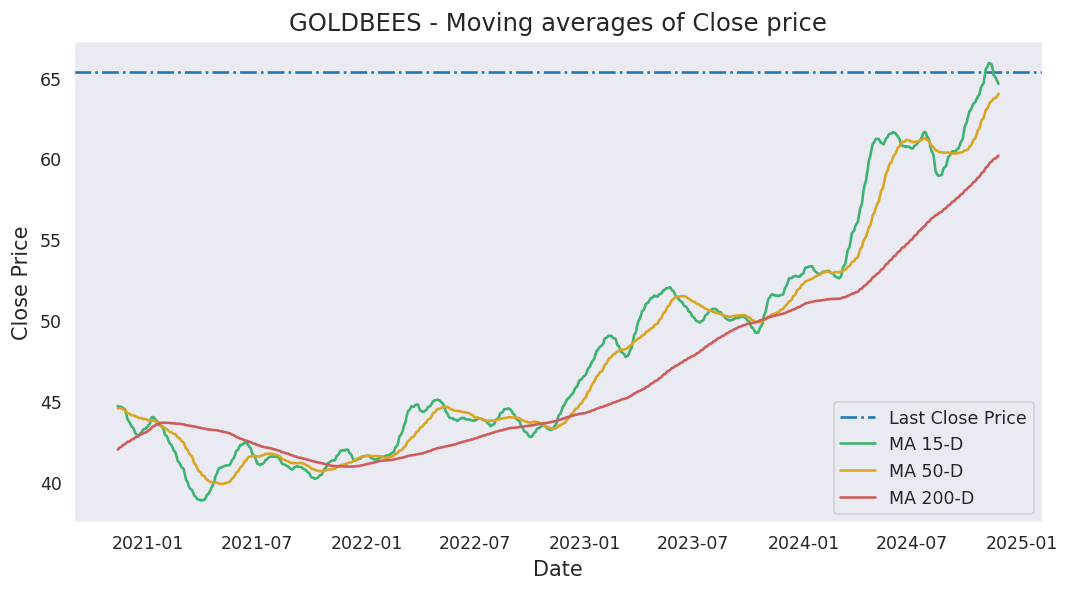 GOLDBEES - Moving averages of Close price
Close Price
65
60
55
50
45
40
Last Close Price
MA 15-D
MA 50-D
MA 200-D
2021-01 2021-07 2022-01 2022-07 2023-01 2023-07 2024-01 2024-07 2025-01
Date